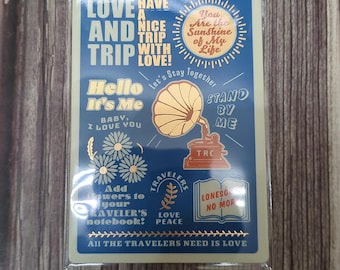 LOVE
AND
TRIP
HAVE
A
NICE
TRIP
WITH
LOVE!
You
Are the
Sunshine
of My
Life
Hello
It's Me
BABY,
I LOVE YOU
Let's Stay Together
STAND
BY
ME
TRC
Add
flowers to
your
TRAVELER'S
notebook!
TRAVELERS
LOVE
PEACE
LONESOME
NO MORE
All THE TRAVELERS NEED IS LOVE